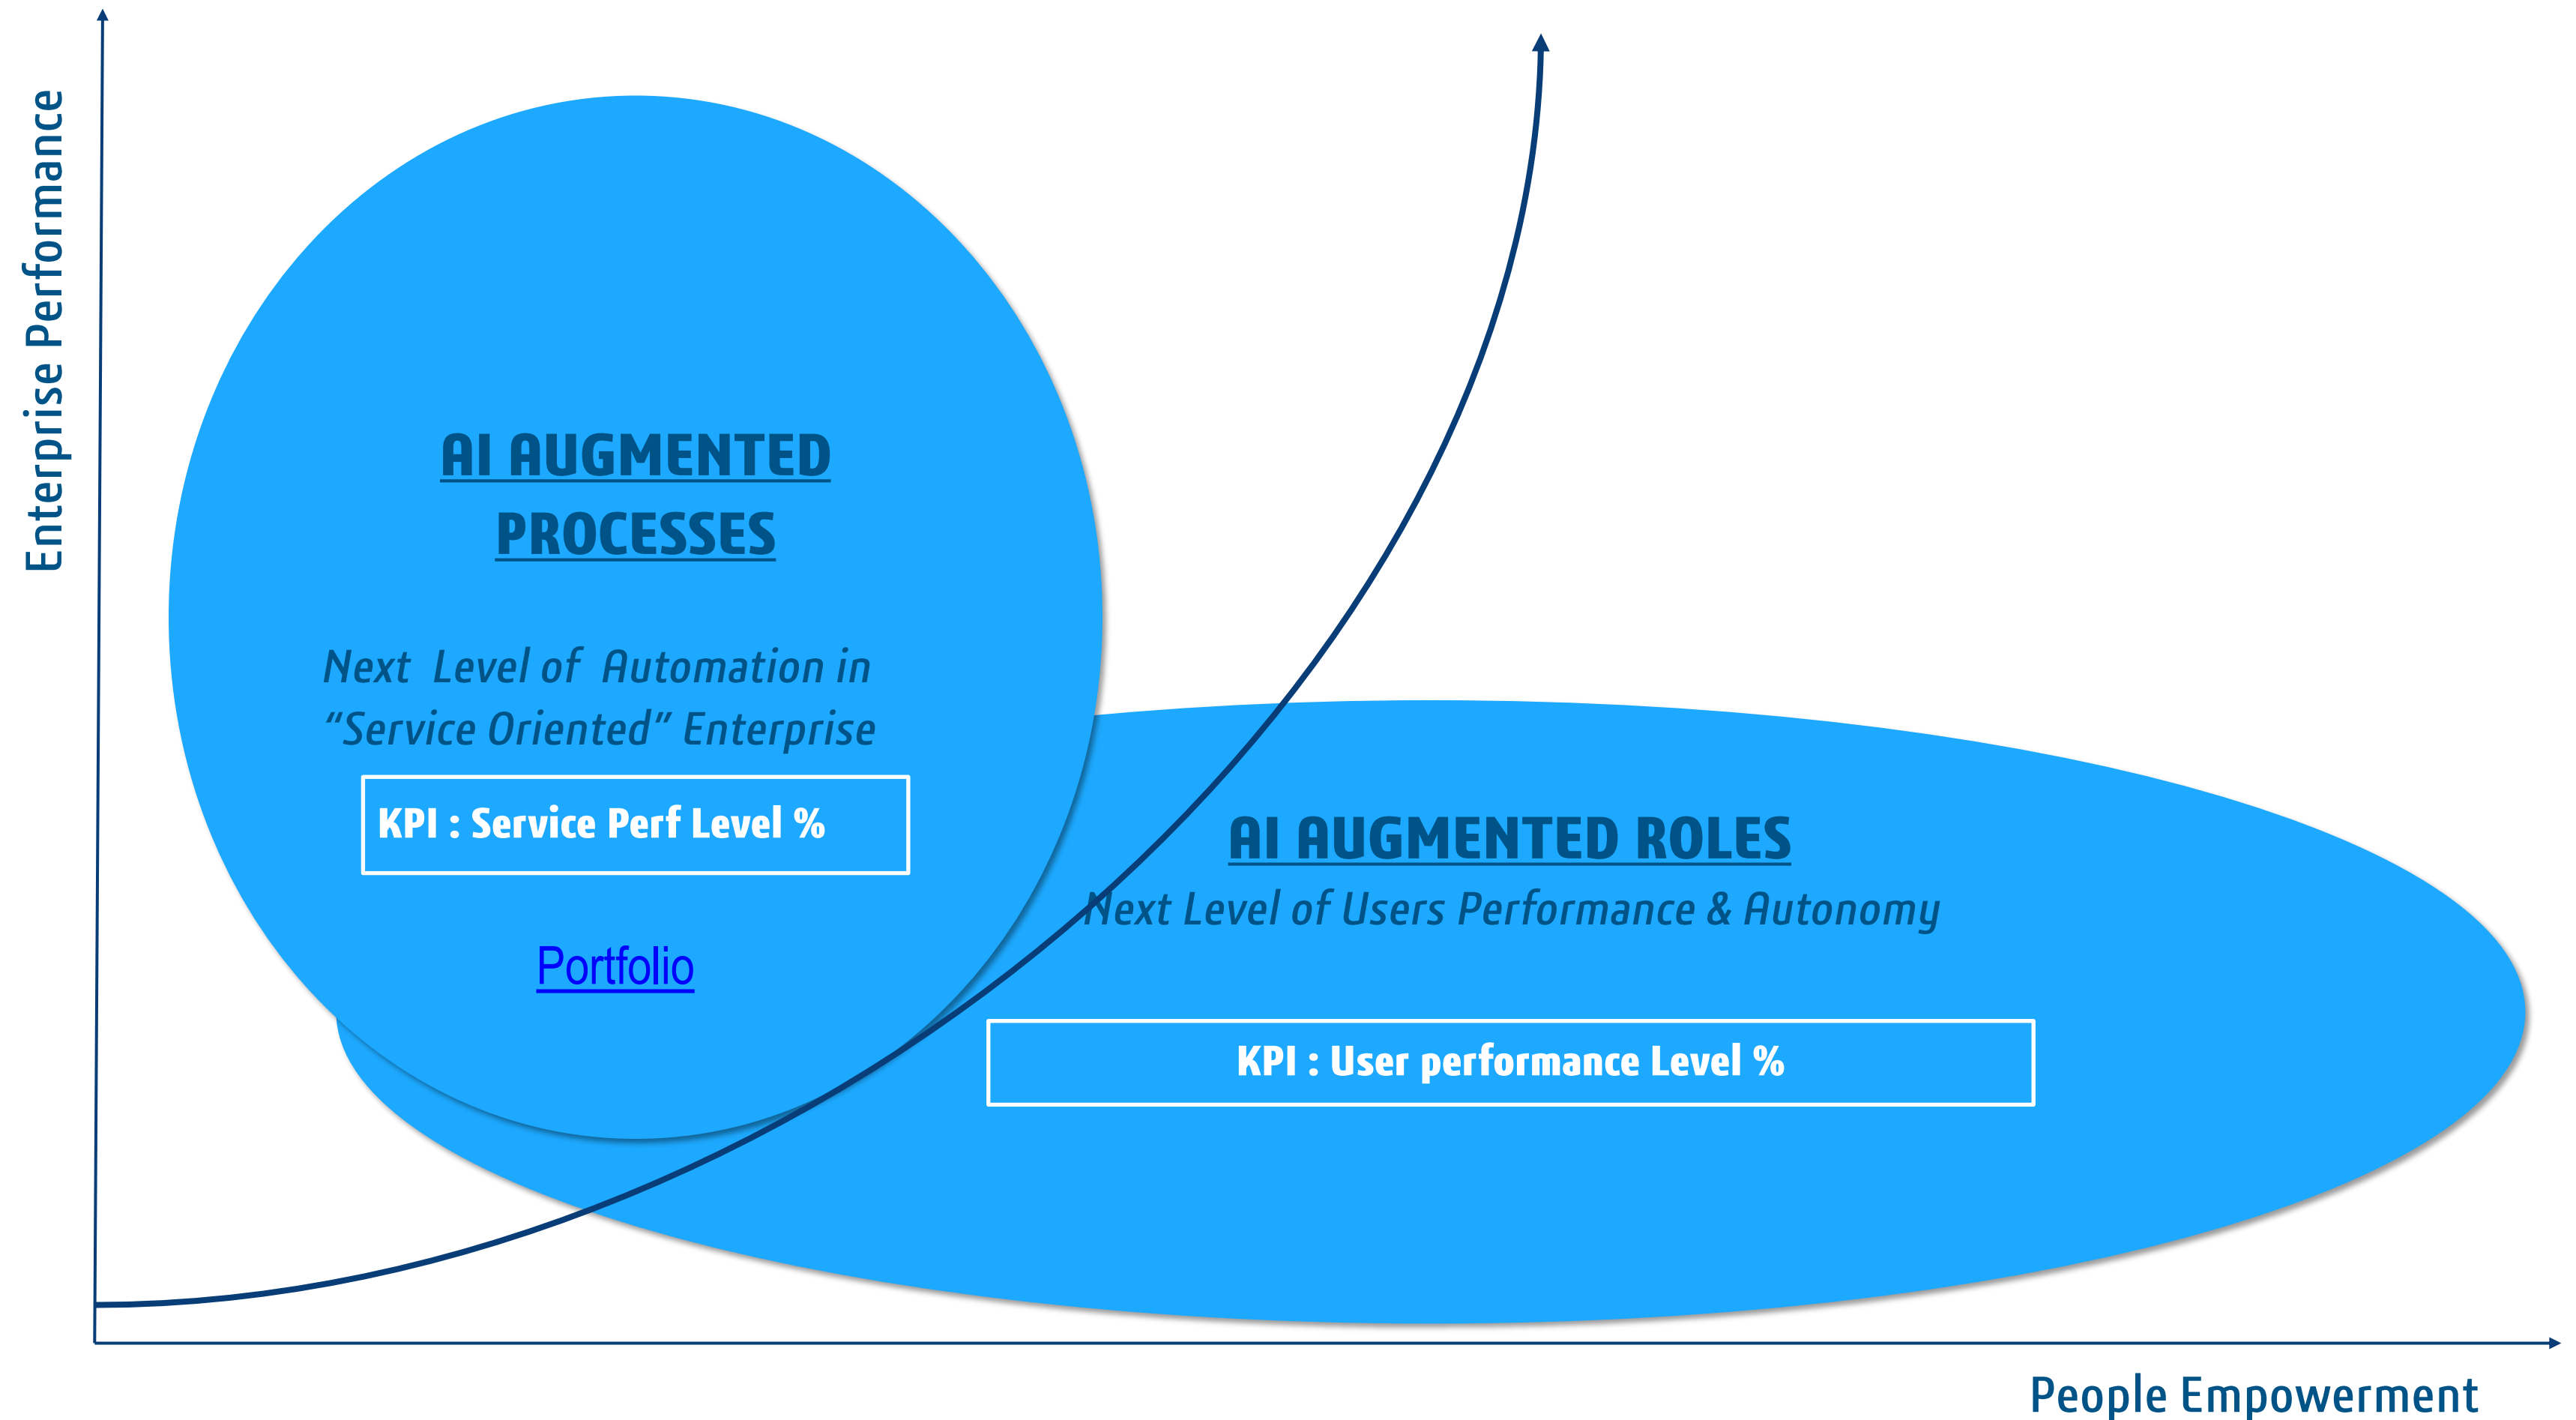 Enterprise Performance
AI AUGMENTED
PROCESSES
Next Level of Automation in
“Service Oriented” Enterprise
KPI : Service Perf Level %
Portfolio
AI AUGMENTED ROLES
Next Level of Users Performance & Autonomy
KPI : User performance Level %
People Empowerment